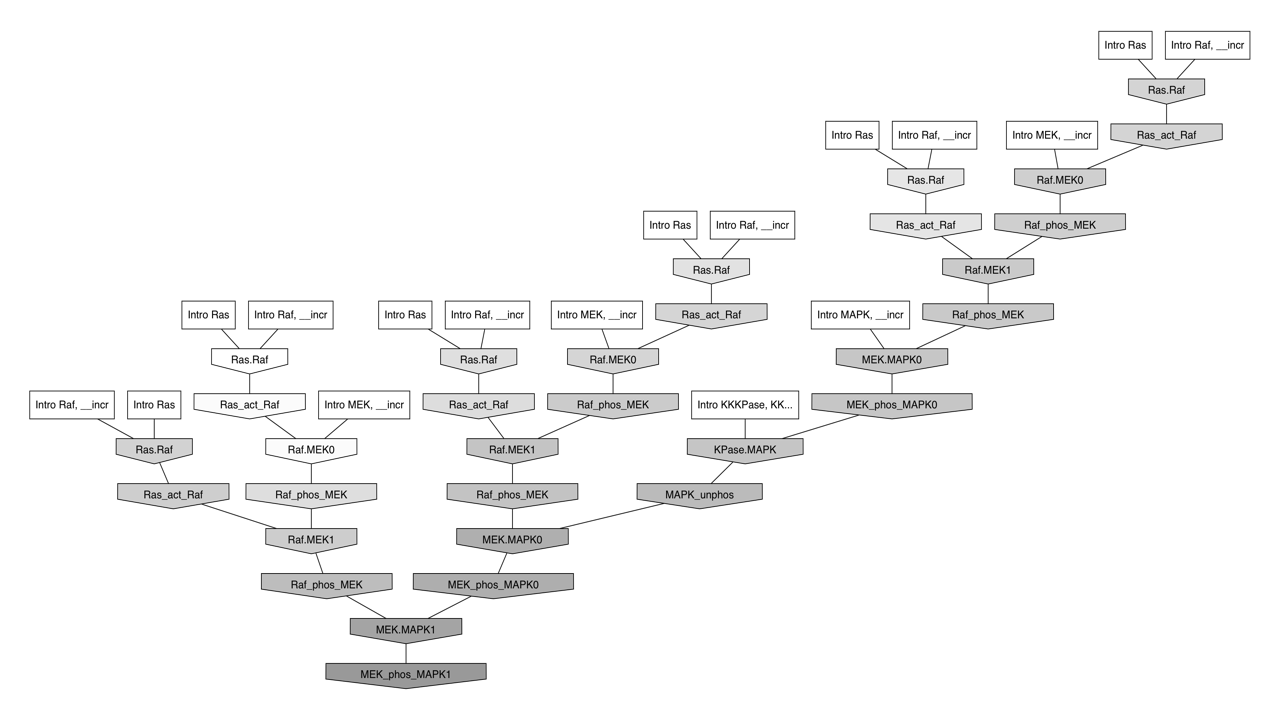 Intro Ras
Intro Raf, __incr
Ras.Raf
Intro Ras
Intro Raf, __incr
Intro MEK, __incr
Ras_act_Raf
Ras.Raf
Raf.MEK0
Intro Ras
Intro Raf, __incr
Ras_act_Raf
Raf_phos_MEK
Ras.Raf
Raf.MEK1
Intro Ras
Intro Raf, __incr
Intro Ras
Intro Raf, __incr
Intro MEK, __incr
Ras_act_Raf
Intro MAPK, __incr
Raf_phos_MEK
Ras.Raf
Ras.Raf
Raf.MEK0
MEK.MAPK0
Intro Raf, __incr
Intro Ras
Ras_act_Raf
Intro MEK, __incr
Ras_act_Raf
Raf_phos_MEK
Intro KKKPase, KK...
MEK_phos_MAPK0
Ras.Raf
Raf.MEK0
Raf.MEK1
KPase.MAPK
Ras_act_Raf
Raf_phos_MEK
Raf_phos_MEK
MAPK_unphos
Raf.MEK1
MEK.MAPK0
Raf_phos_MEK
MEK_phos_MAPK0
MEK.MAPK1
MEK_phos_MAPK1